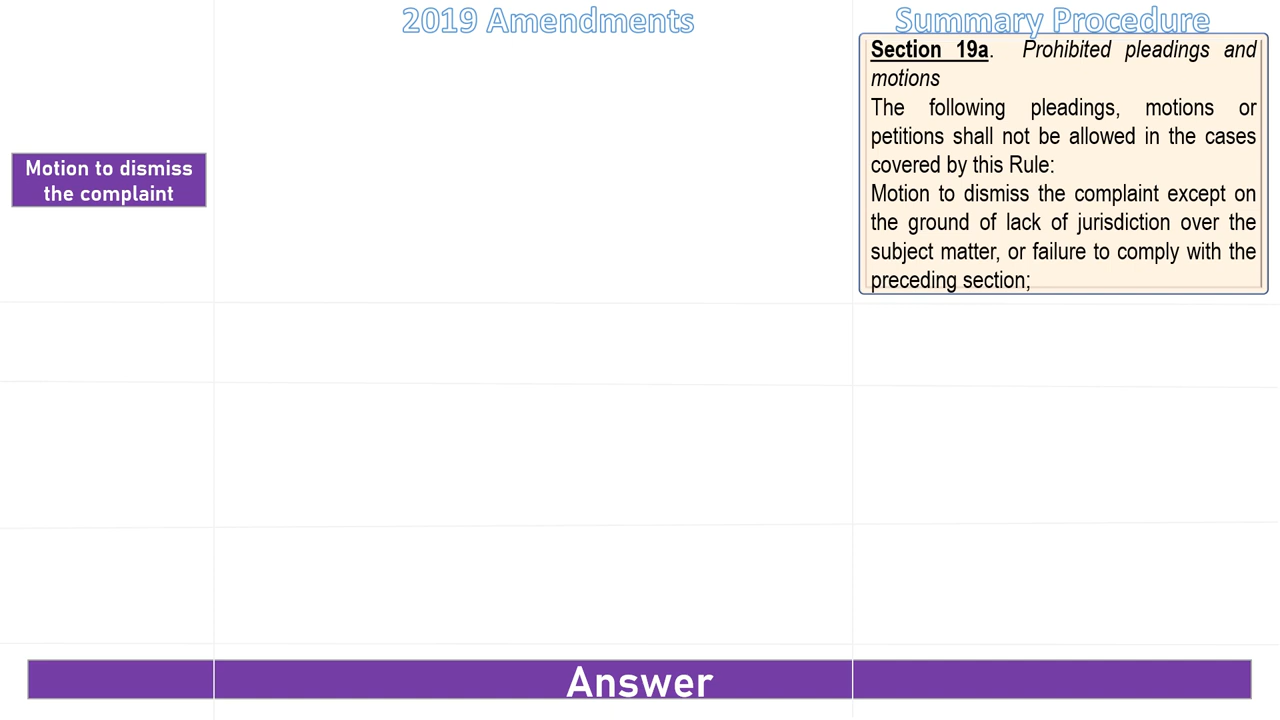 2019 Amendments
Summary Procedure
Motion to dismiss
the complaint
Section 19a. Prohibited pleadings and
motions
The following pleadings, motions or
petitions shall not be allowed in the cases
covered by this Rule:
Motion to dismiss the complaint except on
the ground of lack of jurisdiction over the
subject matter, or failure to comply with the
preceding section;
Answer